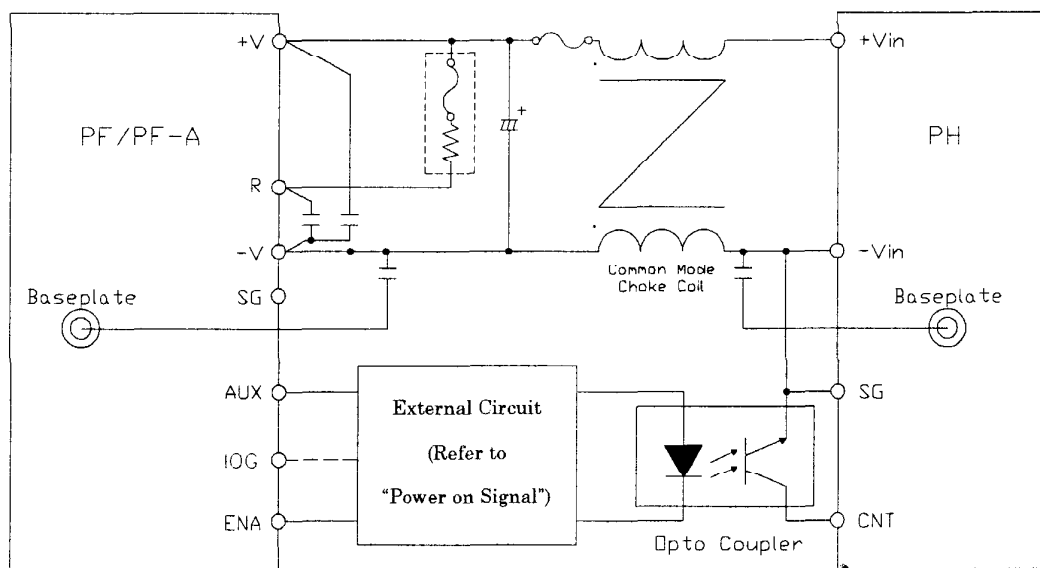 +V
+Vin
PF/PF-A
+
PH
R
-V
-Vin
Common Mode
Choke Coil
SG
Baseplate
Baseplate
AUX
SG
External Circuit
(Refer to
IOG
"Power on Signal")
ENA
CNT
Opto Coupler